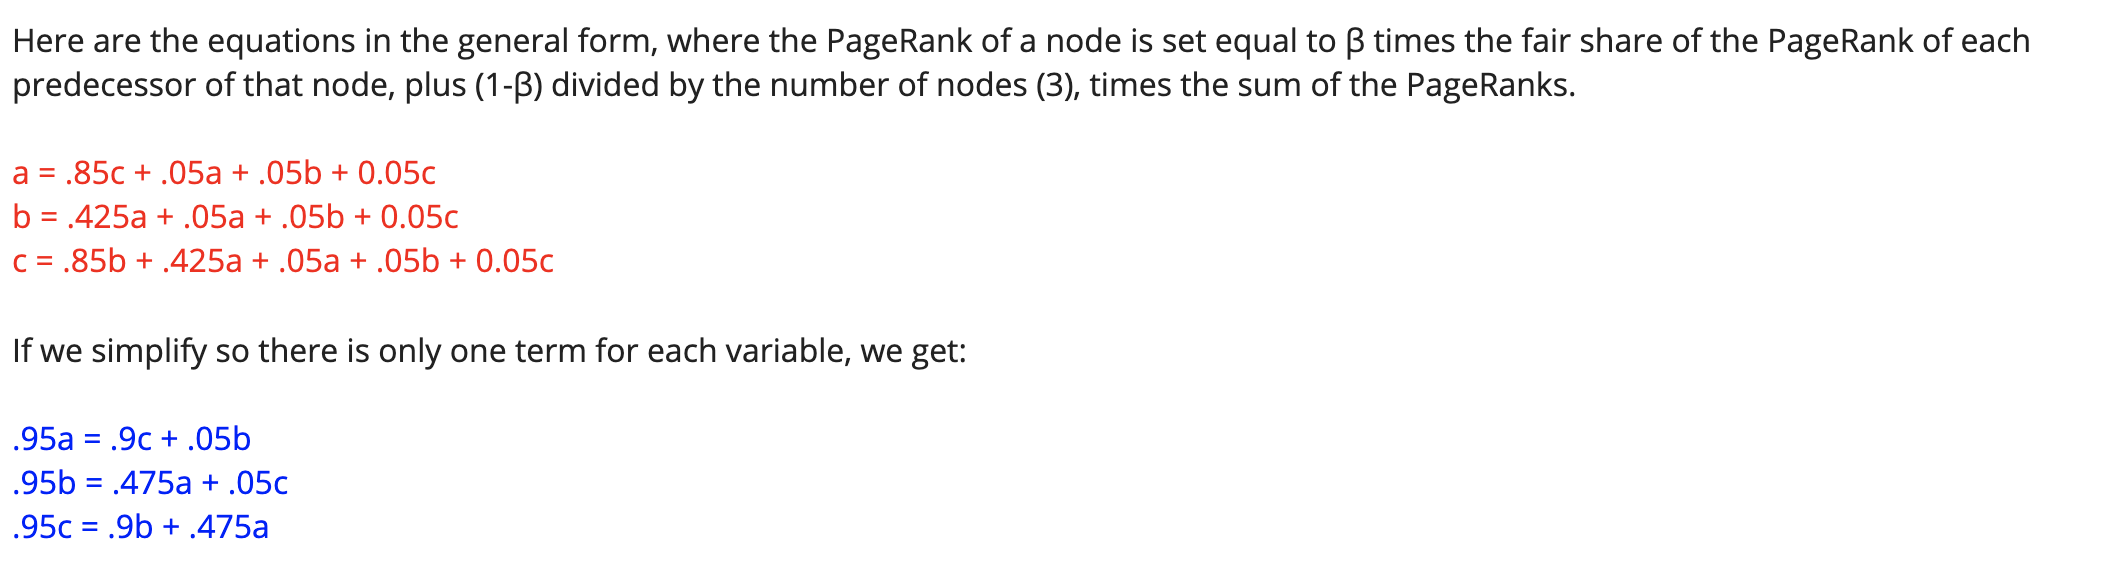 Here are the equations in the general form, where the PageRank of a node is set equal to β times the fair share of the PageRank of each
predecessor of that node, plus (1-β) divided by the number of nodes (3), times the sum of the PageRanks.
a = .85c + .05a + .05b + 0.05c
b = .425a + .05a + .05b + 0.05c
c = .85b + .425a + .05a + .05b + 0.05c
If we simplify so there is only one term for each variable, we get:
.95a = .9c + .05b
.95b = .475a + .05c
.95c = .9b + .475a